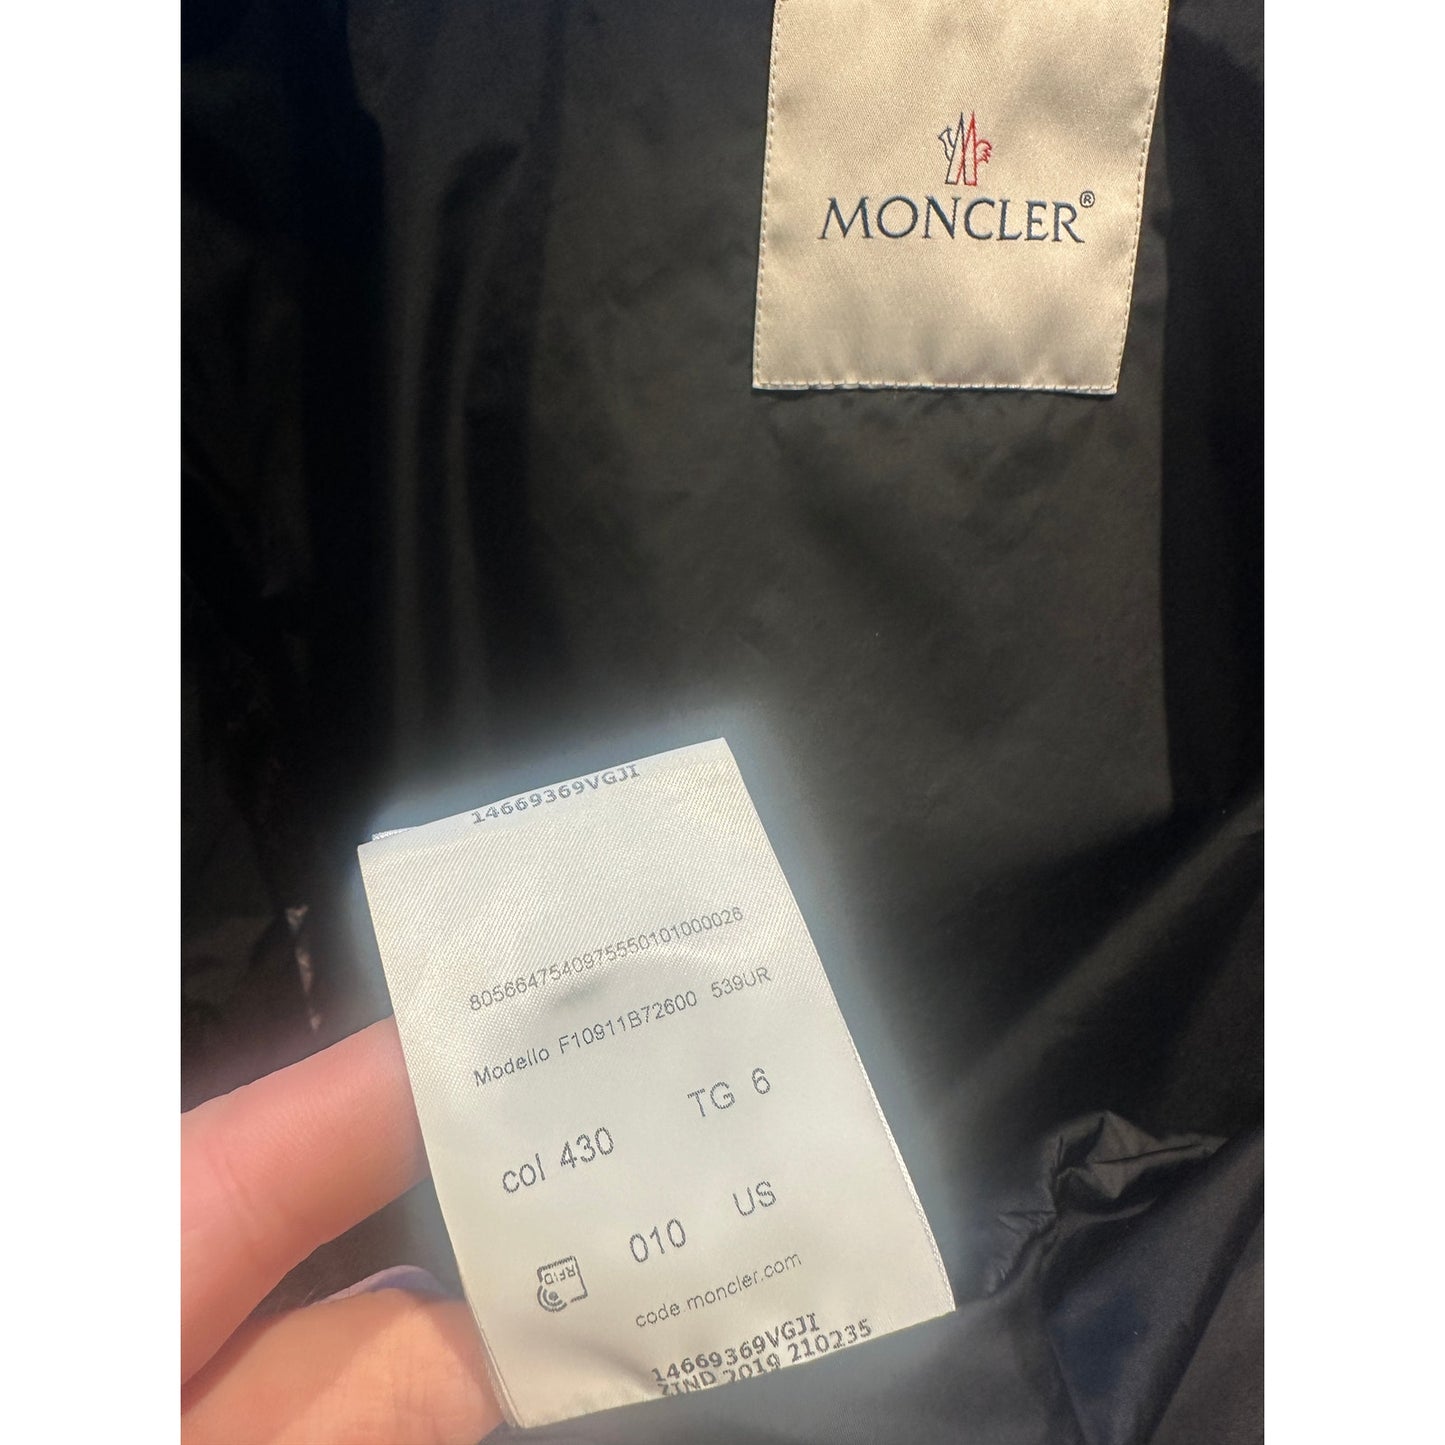 MONCLER®
14669369VGJI
8056647540975550101000026
Modello F10911B72600 539UR
col 430 TG 6
RFID 010 US
code.moncler.com
14669369VGJI
ZIND 2019 210235